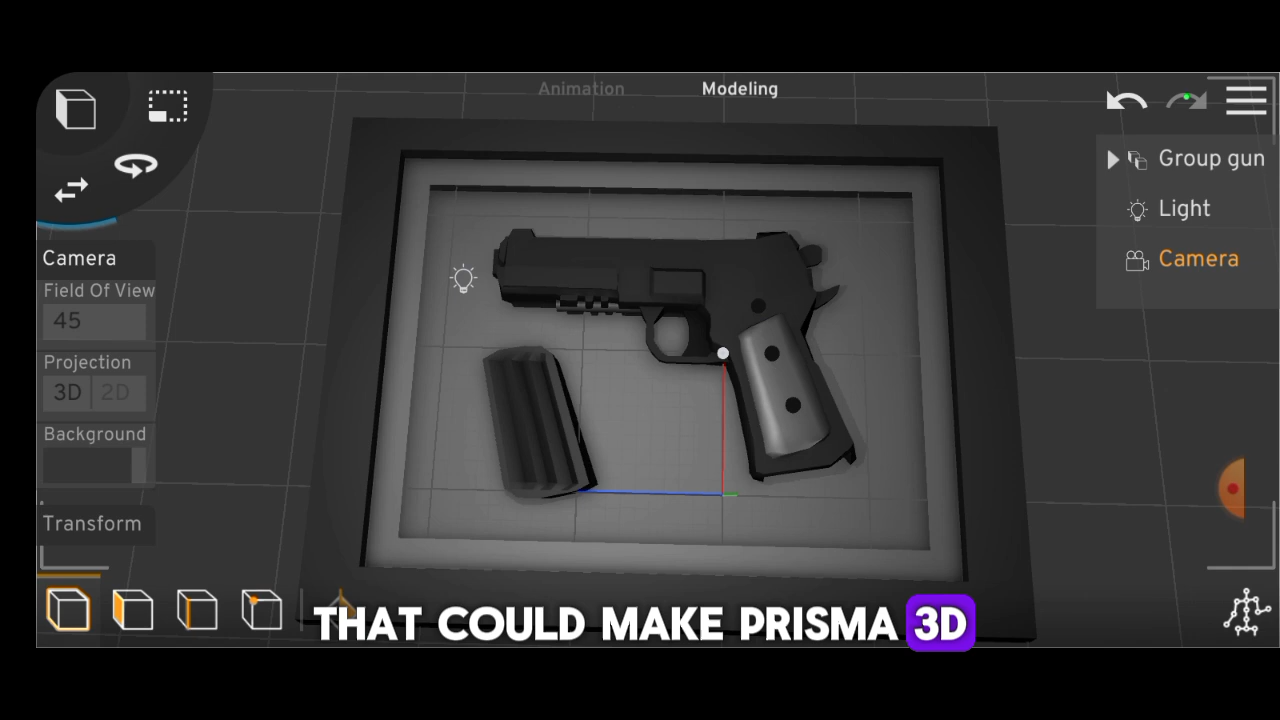 Animation
Modeling
Group gun
Light
Camera
Camera
Field Of View
45
Projection
3D
2D
Background
Transform
THAT COULD MAKE PRISMA 3D